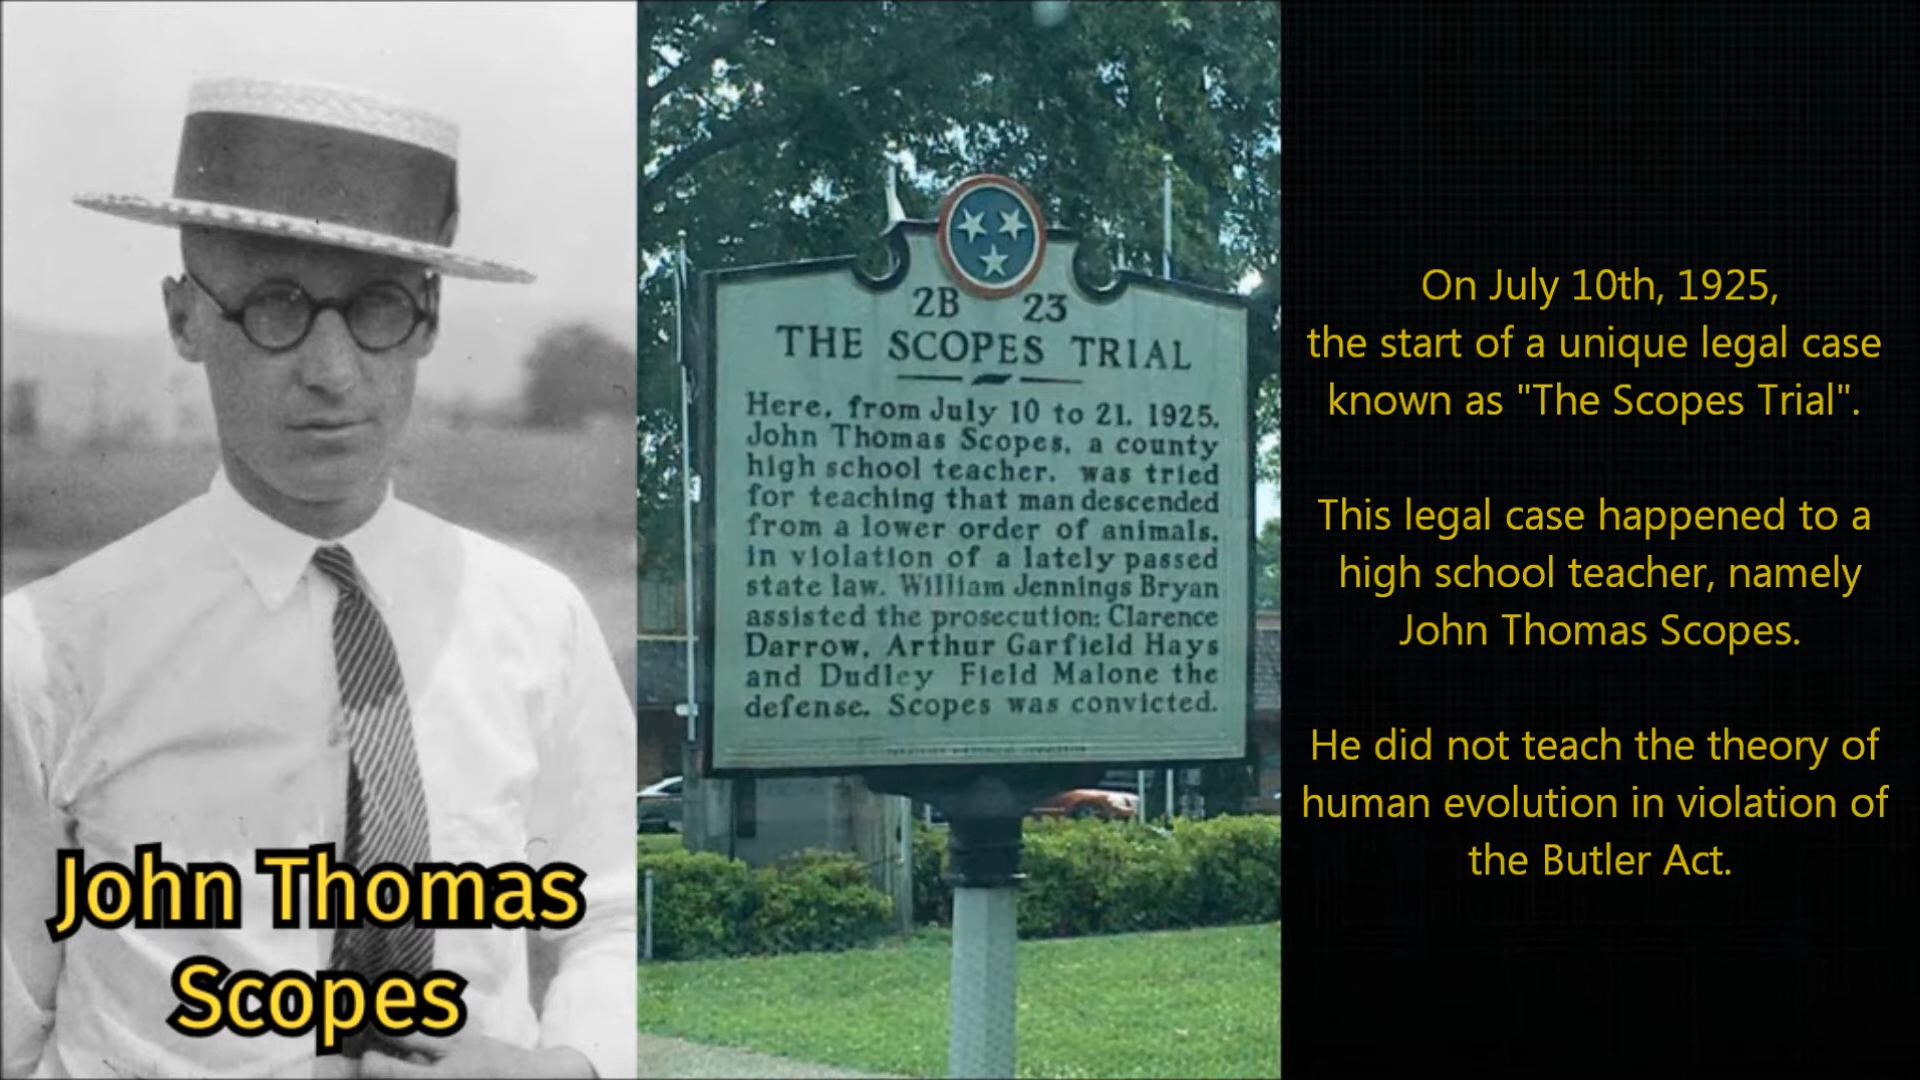 John Thomas
Scopes
2B 23
THE SCOPES TRIAL
Here, from July 10 to 21, 1925,
John Thomas Scopes, a county
high school teacher, was tried
for teaching that man descended
from a lower order of animals,
in violation of a lately passed
state law. William Jennings Bryan
assisted the prosecution; Clarence
Darrow, Arthur Garfield Hays
and Dudley Field Malone the
defense. Scopes was convicted.
On July 10th, 1925,
the start of a unique legal case
known as "The Scopes Trial".
This legal case happened to a
high school teacher, namely
John Thomas Scopes.
He did not teach the theory of
human evolution in violation of
the Butler Act.